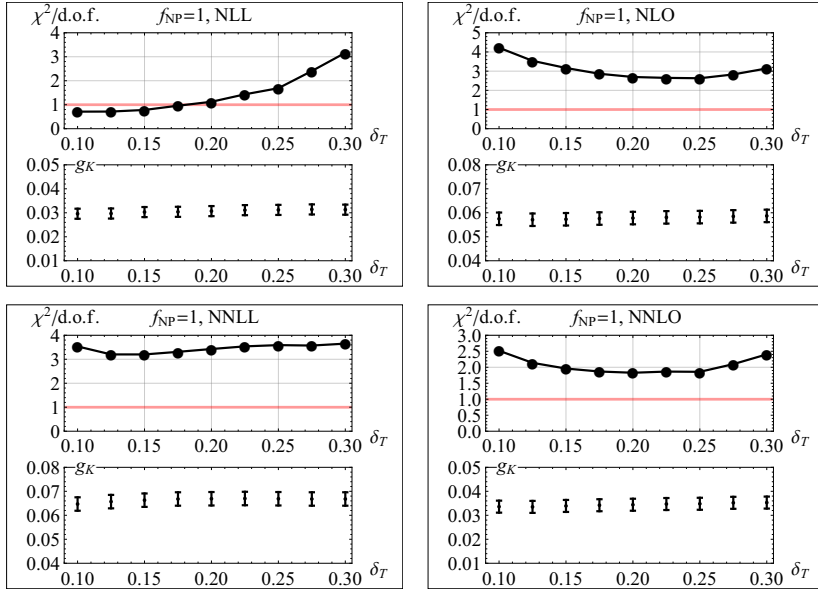 χ²/d.o.f. f_NP=1, NLL
4
3
2
1
0
0.10 0.15 0.20 0.25 0.30 δ_T
0.05 g_K
0.04
0.03
0.02
0.01
0.10 0.15 0.20 0.25 0.30 δ_T
χ²/d.o.f. f_NP=1, NLO
5
4
3
2
1
0
0.10 0.15 0.20 0.25 0.30 δ_T
0.08 g_K
0.07
0.06
0.05
0.04
0.10 0.15 0.20 0.25 0.30 δ_T
χ²/d.o.f. f_NP=1, NNLL
4
3
2
1
0
0.10 0.15 0.20 0.25 0.30 δ_T
0.08 g_K
0.07
0.06
0.05
0.04
0.10 0.15 0.20 0.25 0.30 δ_T
χ²/d.o.f. f_NP=1, NNLO
3.0
2.5
2.0
1.5
1.0
0.5
0.0
0.10 0.15 0.20 0.25 0.30 δ_T
0.05 g_K
0.04
0.03
0.02
0.01
0.10 0.15 0.20 0.25 0.30 δ_T